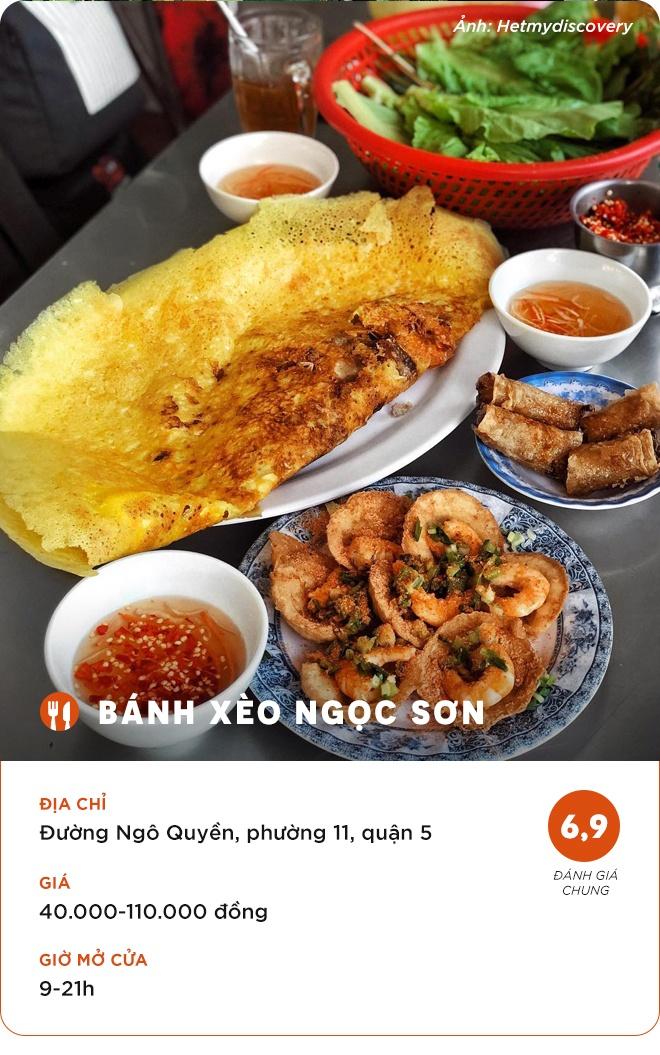 Ảnh: Hetmydiscovery
BÁNH XÈO NGỌC SƠN
ĐỊA CHỈ
Đường Ngô Quyền, phường 11, quận 5
6,9
ĐÁNH GIÁ
CHUNG
GIÁ
40.000-110.000 đồng
GIỜ MỞ CỬA
9-21h